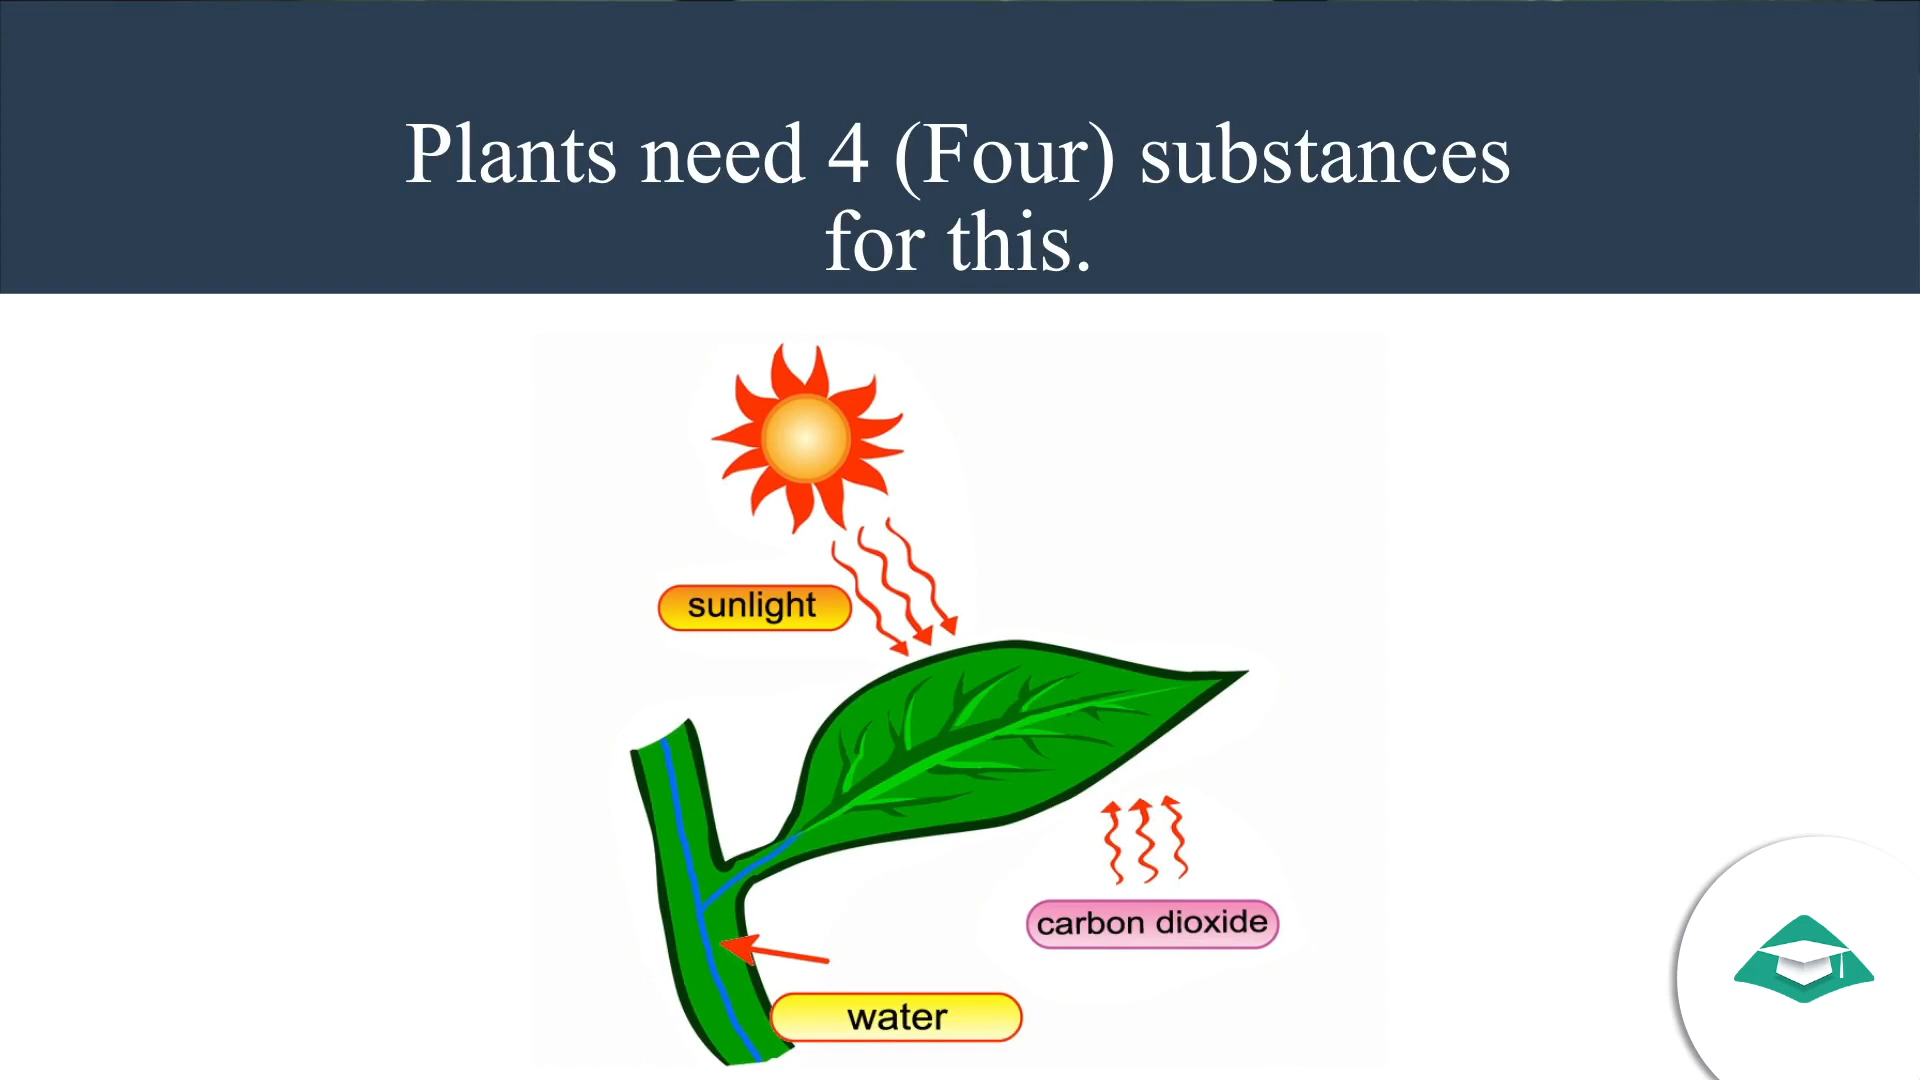 Plants need 4 (Four) substances
for this.
sunlight
carbon dioxide
water